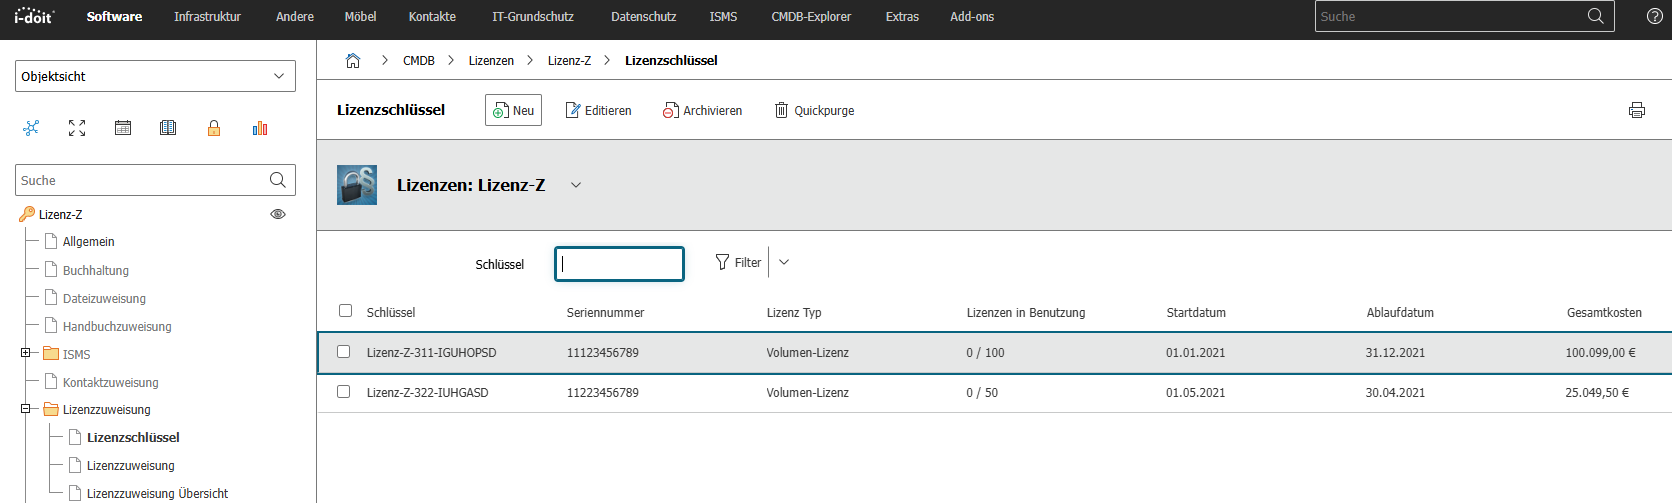 i-doit Software Infrastruktur Andere Möbel Kontakte IT-Grundschutz Datenschutz ISMS CMDB-Explorer Extras Add-ons Suche
Objektsicht
Suche
Lizenz-Z
Allgemein
Buchhaltung
Dateizuweisung
Handbuchzuweisung
ISMS
Kontaktzuweisung
Lizenzzuweisung
Lizenzschlüssel
Lizenzzuweisung
Lizenzzuweisung Übersicht
CMDB > Lizenzen > Lizenz-Z > Lizenzschlüssel
Lizenzschlüssel Neu Editieren Archivieren Quickpurge
Lizenzen: Lizenz-Z
Schlüssel Filter
Schlüssel Seriennummer Lizenz Typ Lizenzen in Benutzung Startdatum Ablaufdatum Gesamtkosten
Lizenz-Z-311-IGUHOPSD 11123456789 Volumen-Lizenz 0 / 100 01.01.2021 31.12.2021 100.099,00 €
Lizenz-Z-322-IUHGASD 11223456789 Volumen-Lizenz 0 / 50 01.05.2021 30.04.2021 25.049,50 €